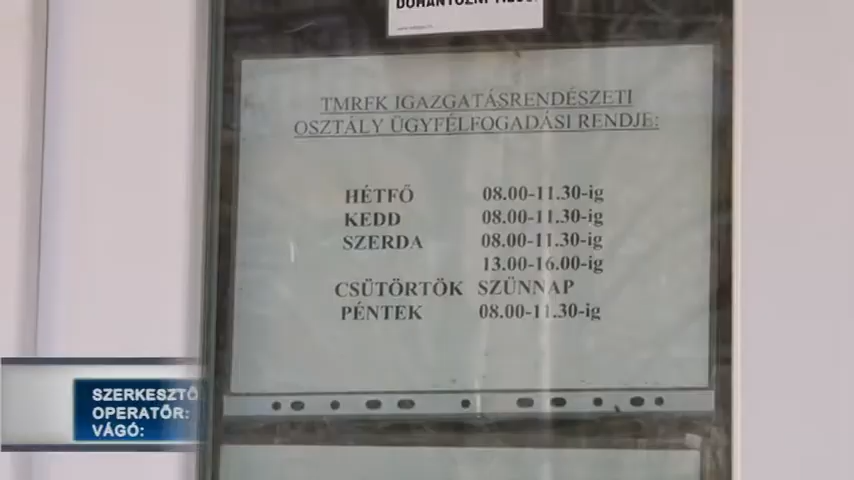 DOHÁNYOZNI TILOS!
TMRFK IGAZGATÁSRENDÉSZETI
OSZTÁLY ÜGYFÉLFOGADÁSI RENDJE:
HÉTFŐ 08.00-11.30-ig
KEDD 08.00-11.30-ig
SZERDA 08.00-11.30-ig
13.00-16.00-ig
CSÜTÖRTÖK SZÜNNAP
PÉNTEK 08.00-11.30-ig
SZERKESZTŐ
OPERATŐR:
VÁGÓ: